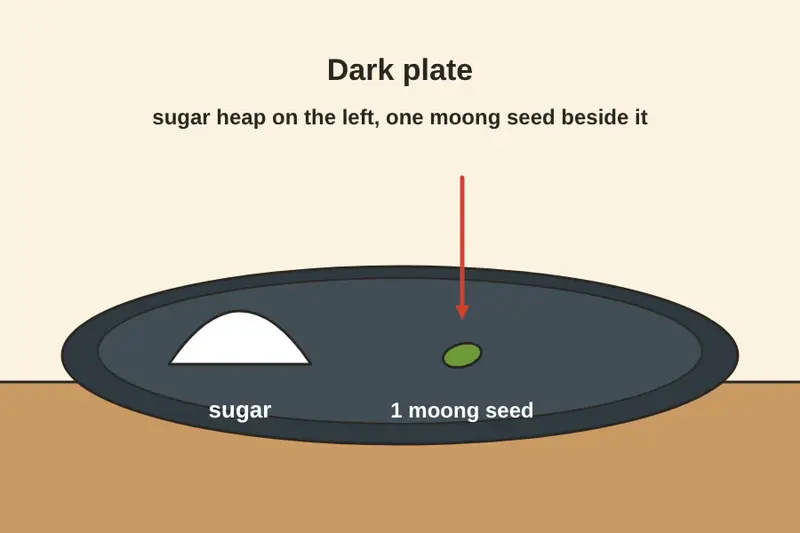 Dark plate
sugar heap on the left, one moong seed beside it
sugar
1 moong seed